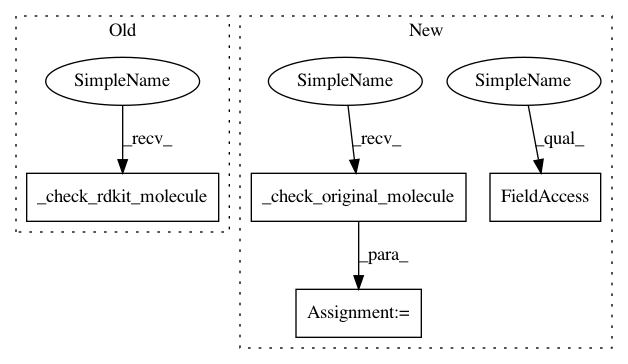 Old
New
SimpleName
SimpleName
SimpleName
_recv_
_recv_
_qual_
_check_rdkit_molecule
_check_original_molecule
FieldAccess
_para_
Assignment:=